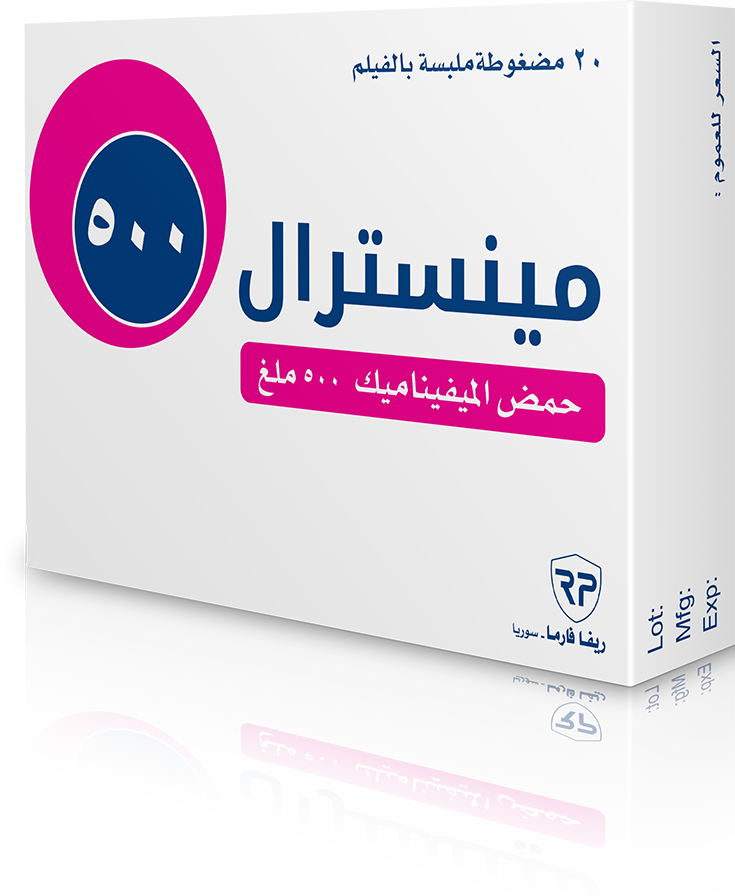 ٢٠ مضغوطة ملبسة بالفيلم
٥٠٠
مينسترال
حمض الميفيناميك ٥٠٠ ملغ
RP
ريفا فارما - سوريا
السعر للعموم :
Lot:
Mfg:
Exp: